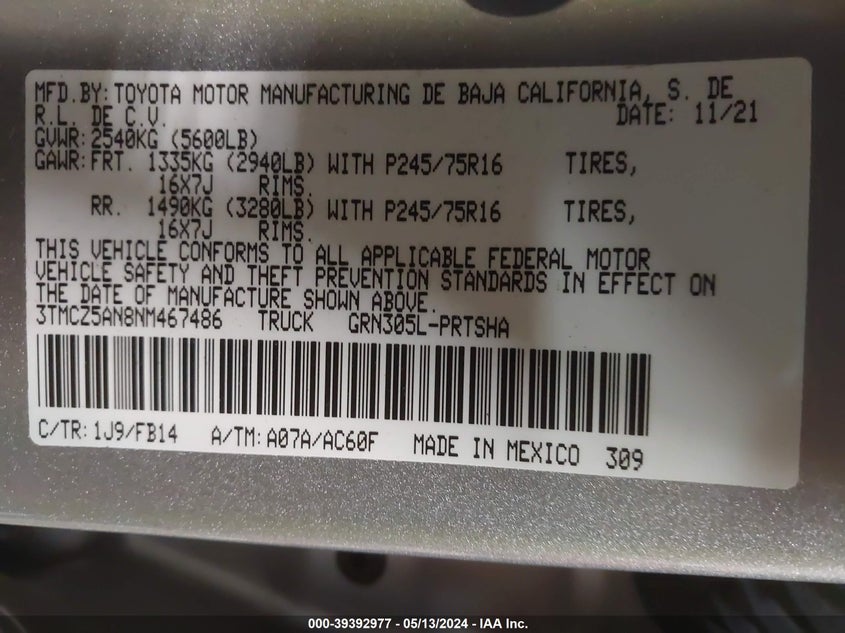 MFD.BY: TOYOTA MOTOR MANUFACTURING DE BAJA CALIFORNIA, S. DE
R.L. DE C.V. DATE: 11/21
GVWR: 2540KG (5600LB)
GAWR: FRT. 1335KG (2940LB) WITH P245/75R16 TIRES,
16X7J RIMS.
RR. 1490KG (3280LB) WITH P245/75R16 TIRES,
16X7J RIMS.
THIS VEHICLE CONFORMS TO ALL APPLICABLE FEDERAL MOTOR
VEHICLE SAFETY AND THEFT PREVENTION STANDARDS IN EFFECT ON
THE DATE OF MANUFACTURE SHOWN ABOVE.
3TMCZ5AN8NM467486 TRUCK GRN305L-PRTSHA
C/TR: 1J9/FB14 A/TM: A07A/AC60F MADE IN MEXICO 309
000-39392977 - 05/13/2024 - IAA Inc.